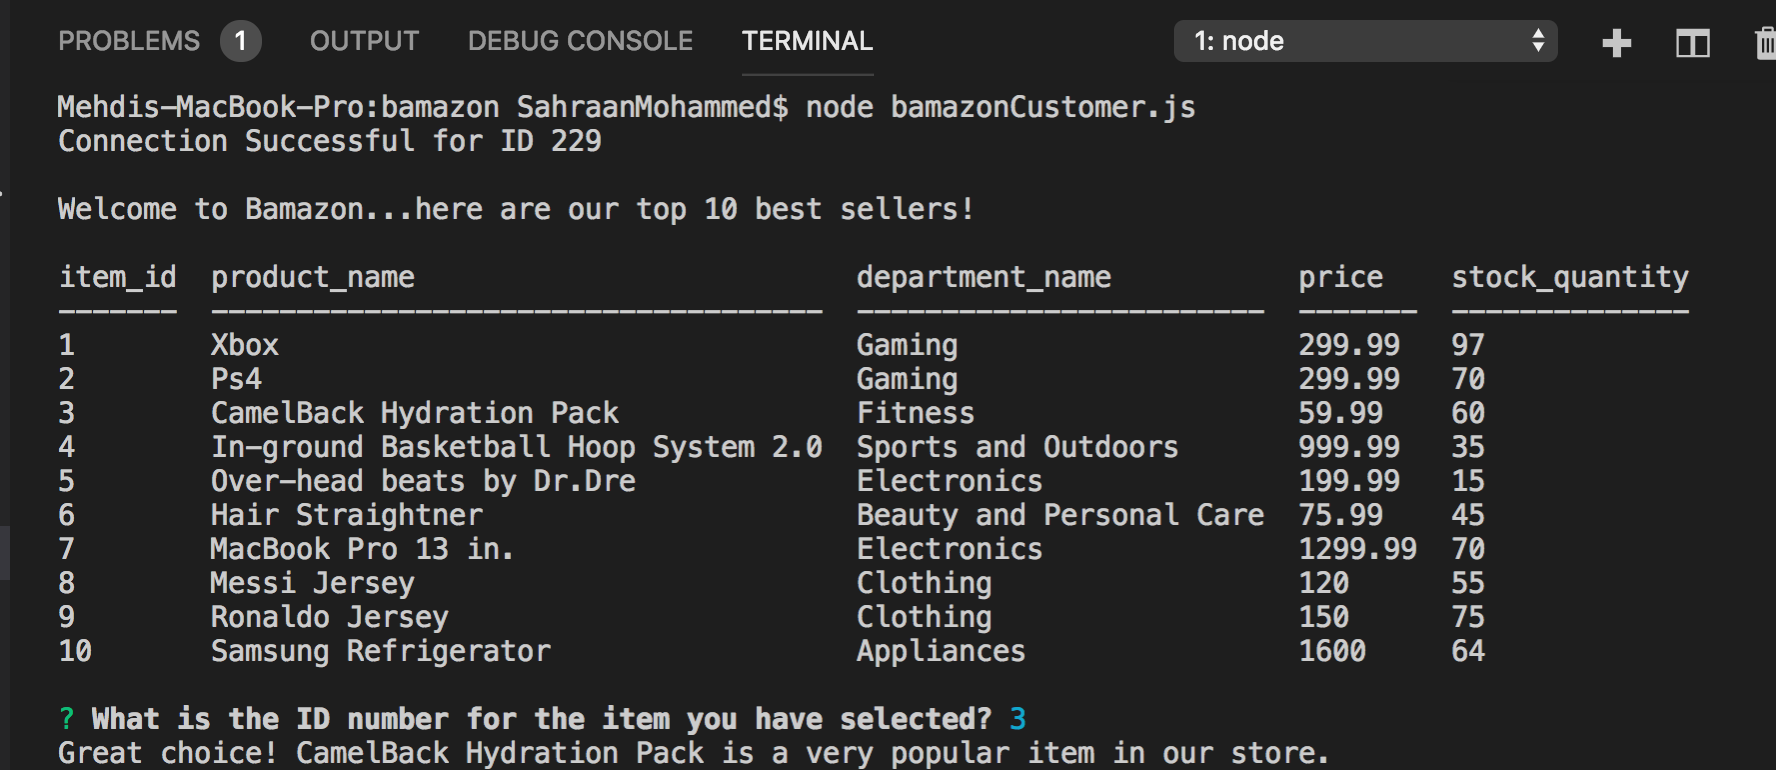 PROBLEMS 1 OUTPUT DEBUG CONSOLE TERMINAL 1: node
Mehdis-MacBook-Pro:bamazon SahraanMohammed$ node bamazonCustomer.js
Connection Successful for ID 229
Welcome to Bamazon...here are our top 10 best sellers!
item_id product_name department_name price stock_quantity
------- ------------------------------------ ------------------------ ------- --------------
1 Xbox Gaming 299.99 97
2 Ps4 Gaming 299.99 70
3 CamelBack Hydration Pack Fitness 59.99 60
4 In-ground Basketball Hoop System 2.0 Sports and Outdoors 999.99 35
5 Over-head beats by Dr.Dre Electronics 199.99 15
6 Hair Straightner Beauty and Personal Care 75.99 45
7 MacBook Pro 13 in. Electronics 1299.99 70
8 Messi Jersey Clothing 120 55
9 Ronaldo Jersey Clothing 150 75
10 Samsung Refrigerator Appliances 1600 64
? What is the ID number for the item you have selected? 3
Great choice! CamelBack Hydration Pack is a very popular item in our store.